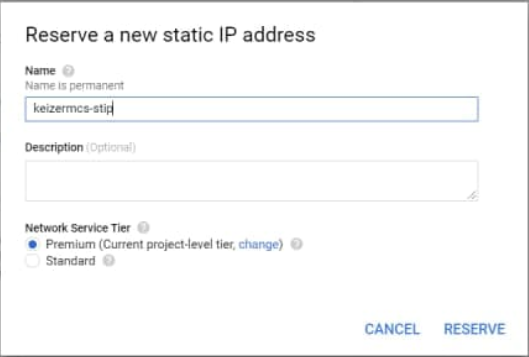 Reserve a new static IP address
Name ?
Name is permanent
keizermcs-stip
Description (Optional)
Network Service Tier ?
Premium (Current project-level tier, change) ?
Standard ?
CANCEL RESERVE